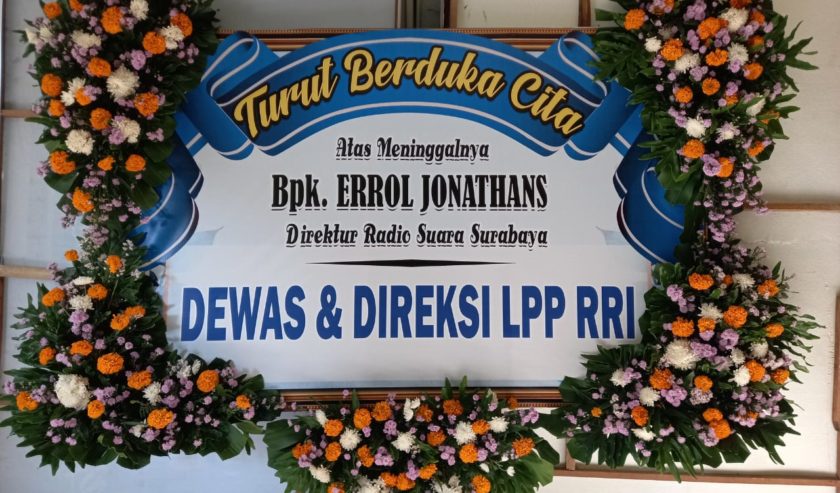 Turut Berduka Cita
Atas Meninggalnya
Bpk. ERROL JONATHANS
Direktur Radio Suara Surabaya
DEWAS & DIREKSI LPP RRI